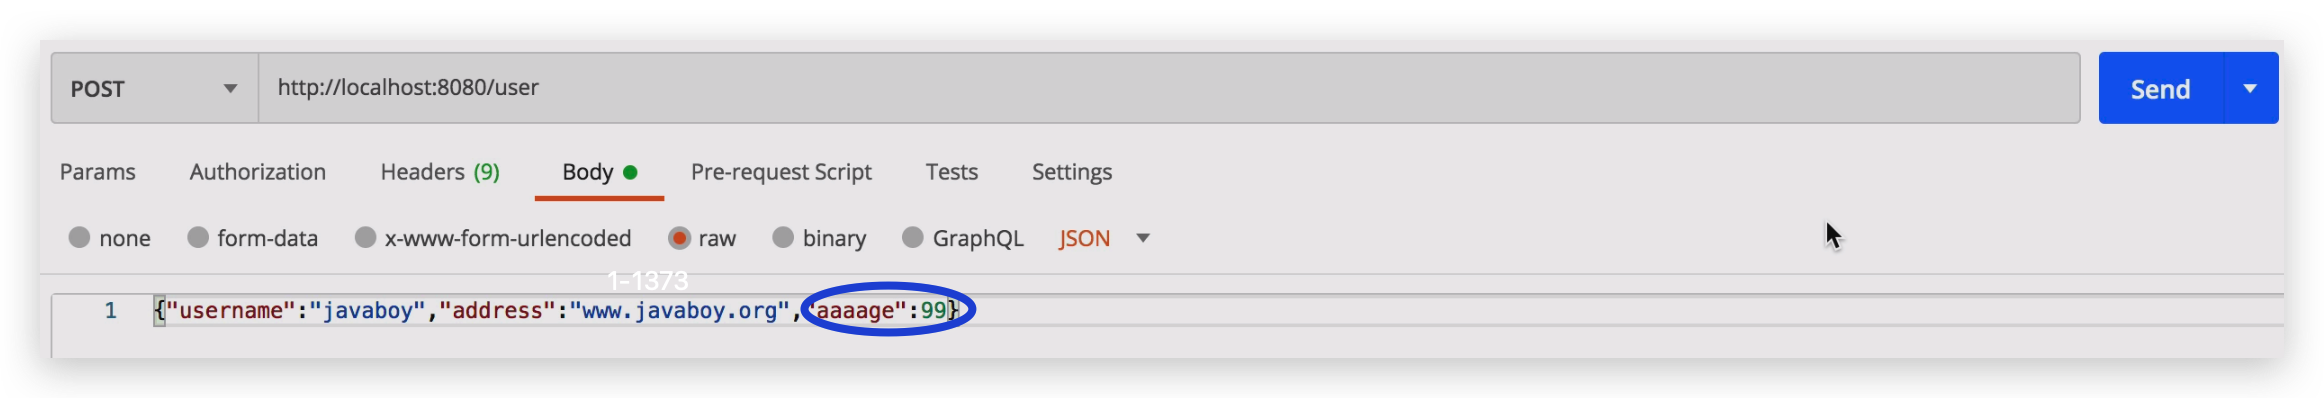 POST http://localhost:8080/user Send
Params Authorization Headers (9) Body Pre-request Script Tests Settings
none form-data x-www-form-urlencoded raw binary GraphQL JSON
1-1373
1 {"username":"javaboy","address":"www.javaboy.org","aaaage":99}